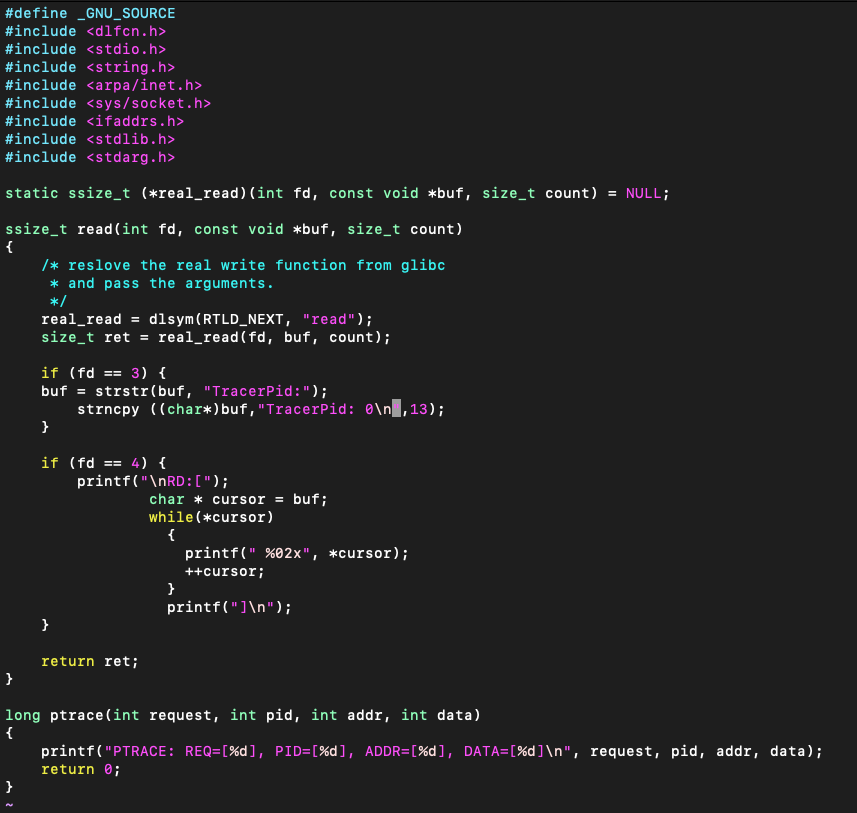 #define _GNU_SOURCE
#include <dlfcn.h>
#include <stdio.h>
#include <string.h>
#include <arpa/inet.h>
#include <sys/socket.h>
#include <ifaddrs.h>
#include <stdlib.h>
#include <stdarg.h>

static ssize_t (*real_read)(int fd, const void *buf, size_t count) = NULL;

ssize_t read(int fd, const void *buf, size_t count)
{
    /* reslove the real write function from glibc
     * and pass the arguments.
     */
    real_read = dlsym(RTLD_NEXT, "read");
    size_t ret = real_read(fd, buf, count);

    if (fd == 3) {
    buf = strstr(buf, "TracerPid:");
        strncpy ((char*)buf,"TracerPid: 0\n",13);
    }

    if (fd == 4) {
        printf("\nRD:[");
                char * cursor = buf;
                while(*cursor)
                  {
                    printf(" %02x", *cursor);
                    ++cursor;
                  }
                  printf("]\n");
    }

    return ret;
}

long ptrace(int request, int pid, int addr, int data)
{
    printf("PTRACE: REQ=[%d], PID=[%d], ADDR=[%d], DATA=[%d]\n", request, pid, addr, data);
    return 0;
}
~